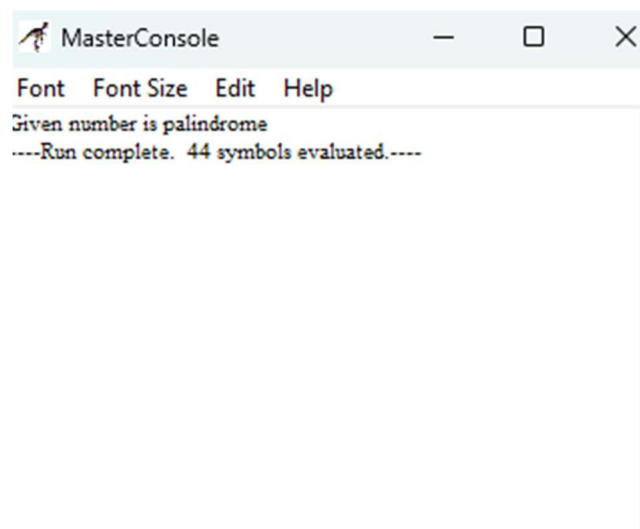 MasterConsole
Font Font Size Edit Help
Given number is palindrome
----Run complete.  44 symbols evaluated.----